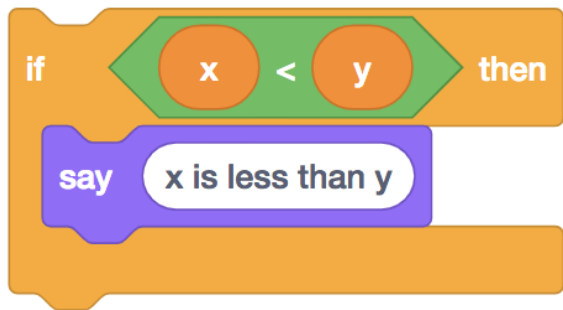 if x < y then
say x is less than y